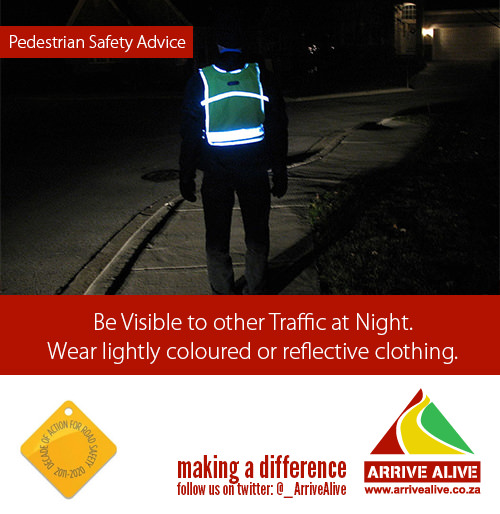 Pedestrian Safety Advice
Be Visible to other Traffic at Night.
Wear lightly coloured or reflective clothing.
DECADE OF ACTION FOR ROAD SAFETY
2011-2020
making a difference
follow us on twitter: @_ArriveAlive
ARRIVE ALIVE
www.arrivealive.co.za